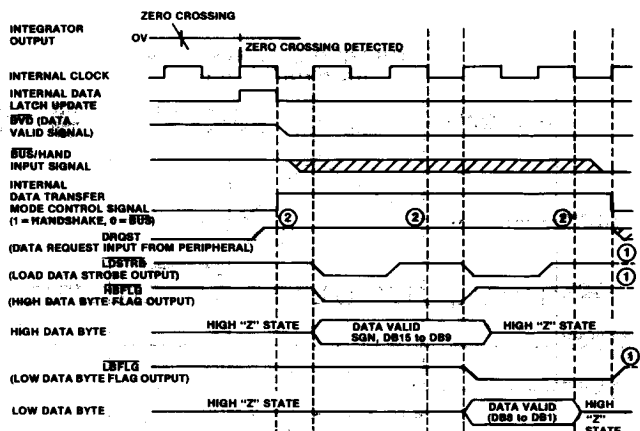 ZERO CROSSING
INTEGRATOR
OUTPUT
OV
ZERO CROSSING DETECTED
INTERNAL CLOCK
INTERNAL DATA
LATCH UPDATE
DVD (DATA
VALID SIGNAL)
BUS/HAND
INPUT SIGNAL
INTERNAL
DATA TRANSFER
MODE CONTROL SIGNAL
(1 = HANDSHAKE, 0 = BUS)
2 2 2
DRQST
(DATA REQUEST INPUT FROM PERIPHERAL)
1
LDSTRB
(LOAD DATA STROBE OUTPUT)
1
HBFLG
(HIGH DATA BYTE FLAG OUTPUT)
HIGH DATA BYTE
HIGH "Z" STATE
DATA VALID
SGN, DB15 to DB9
HIGH "Z" STATE
LBFLG
(LOW DATA BYTE FLAG OUTPUT)
1
LOW DATA BYTE
HIGH "Z" STATE
DATA VALID
(DB8 to DB1)
HIGH
"Z"
STATE